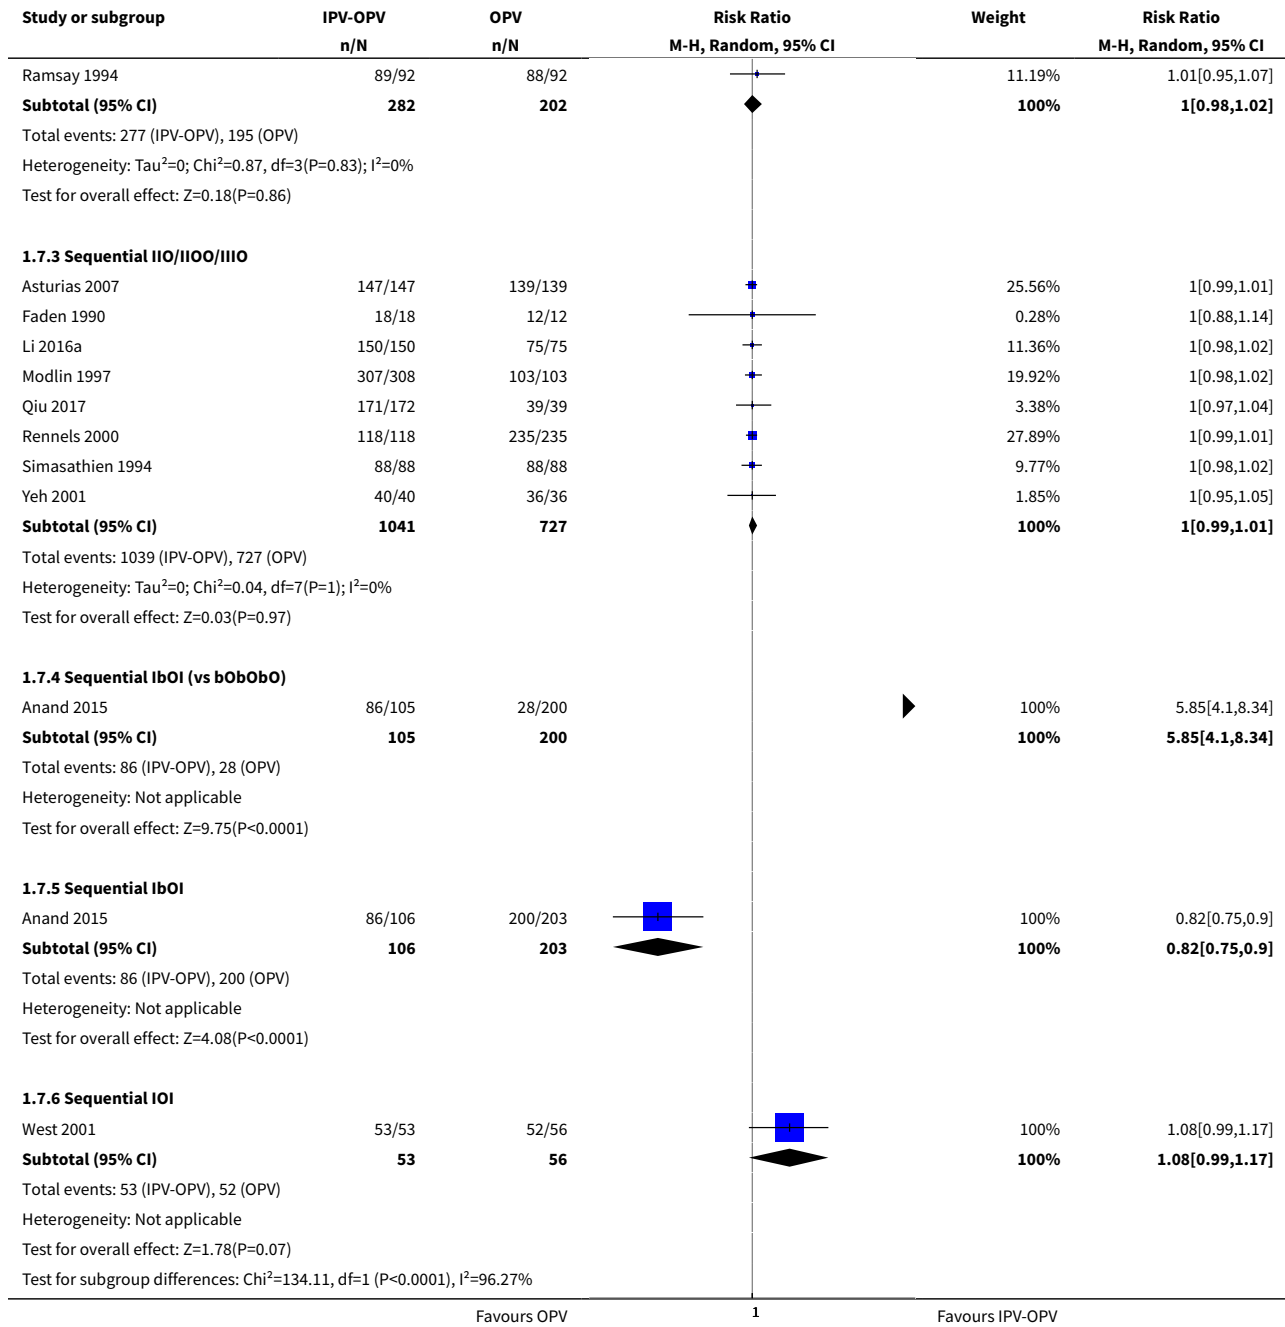 Study or subgroup IPV-OPV OPV Risk Ratio Weight Risk Ratio
n/N n/N M-H, Random, 95% CI M-H, Random, 95% CI
Ramsay 1994 89/92 88/92 11.19% 1.01[0.95,1.07]
Subtotal (95% CI) 282 202 100% 1[0.98,1.02]
Total events: 277 (IPV-OPV), 195 (OPV)
Heterogeneity: Tau²=0; Chi²=0.87, df=3(P=0.83); I²=0%
Test for overall effect: Z=0.18(P=0.86)
1.7.3 Sequential IIO/IIOO/IIIO
Asturias 2007 147/147 139/139 25.56% 1[0.99,1.01]
Faden 1990 18/18 12/12 0.28% 1[0.88,1.14]
Li 2016a 150/150 75/75 11.36% 1[0.98,1.02]
Modlin 1997 307/308 103/103 19.92% 1[0.98,1.02]
Qiu 2017 171/172 39/39 3.38% 1[0.97,1.04]
Rennels 2000 118/118 235/235 27.89% 1[0.99,1.01]
Simasathien 1994 88/88 88/88 9.77% 1[0.98,1.02]
Yeh 2001 40/40 36/36 1.85% 1[0.95,1.05]
Subtotal (95% CI) 1041 727 100% 1[0.99,1.01]
Total events: 1039 (IPV-OPV), 727 (OPV)
Heterogeneity: Tau²=0; Chi²=0.04, df=7(P=1); I²=0%
Test for overall effect: Z=0.03(P=0.97)
1.7.4 Sequential IbOI (vs bObObO)
Anand 2015 86/105 28/200 100% 5.85[4.1,8.34]
Subtotal (95% CI) 105 200 100% 5.85[4.1,8.34]
Total events: 86 (IPV-OPV), 28 (OPV)
Heterogeneity: Not applicable
Test for overall effect: Z=9.75(P<0.0001)
1.7.5 Sequential IbOI
Anand 2015 86/106 200/203 100% 0.82[0.75,0.9]
Subtotal (95% CI) 106 203 100% 0.82[0.75,0.9]
Total events: 86 (IPV-OPV), 200 (OPV)
Heterogeneity: Not applicable
Test for overall effect: Z=4.08(P<0.0001)
1.7.6 Sequential IOI
West 2001 53/53 52/56 100% 1.08[0.99,1.17]
Subtotal (95% CI) 53 56 100% 1.08[0.99,1.17]
Total events: 53 (IPV-OPV), 52 (OPV)
Heterogeneity: Not applicable
Test for overall effect: Z=1.78(P=0.07)
Test for subgroup differences: Chi²=134.11, df=1 (P<0.0001), I²=96.27%
Favours OPV 1 Favours IPV-OPV